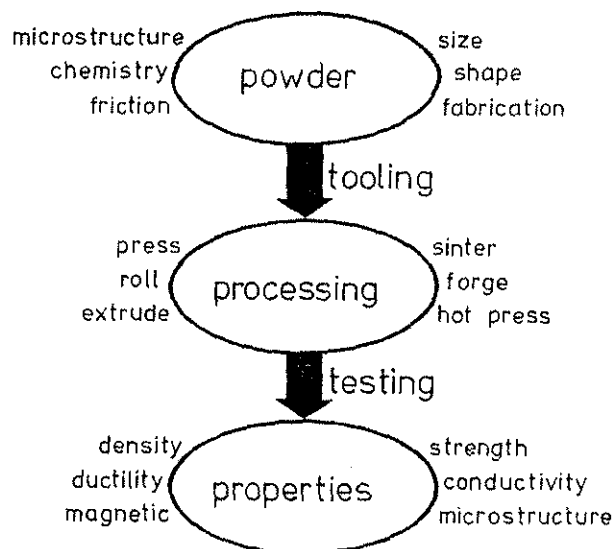 microstructure
chemistry
friction
powder
size
shape
fabrication
tooling
press
roll
extrude
processing
sinter
forge
hot press
testing
density
ductility
magnetic
properties
strength
conductivity
microstructure